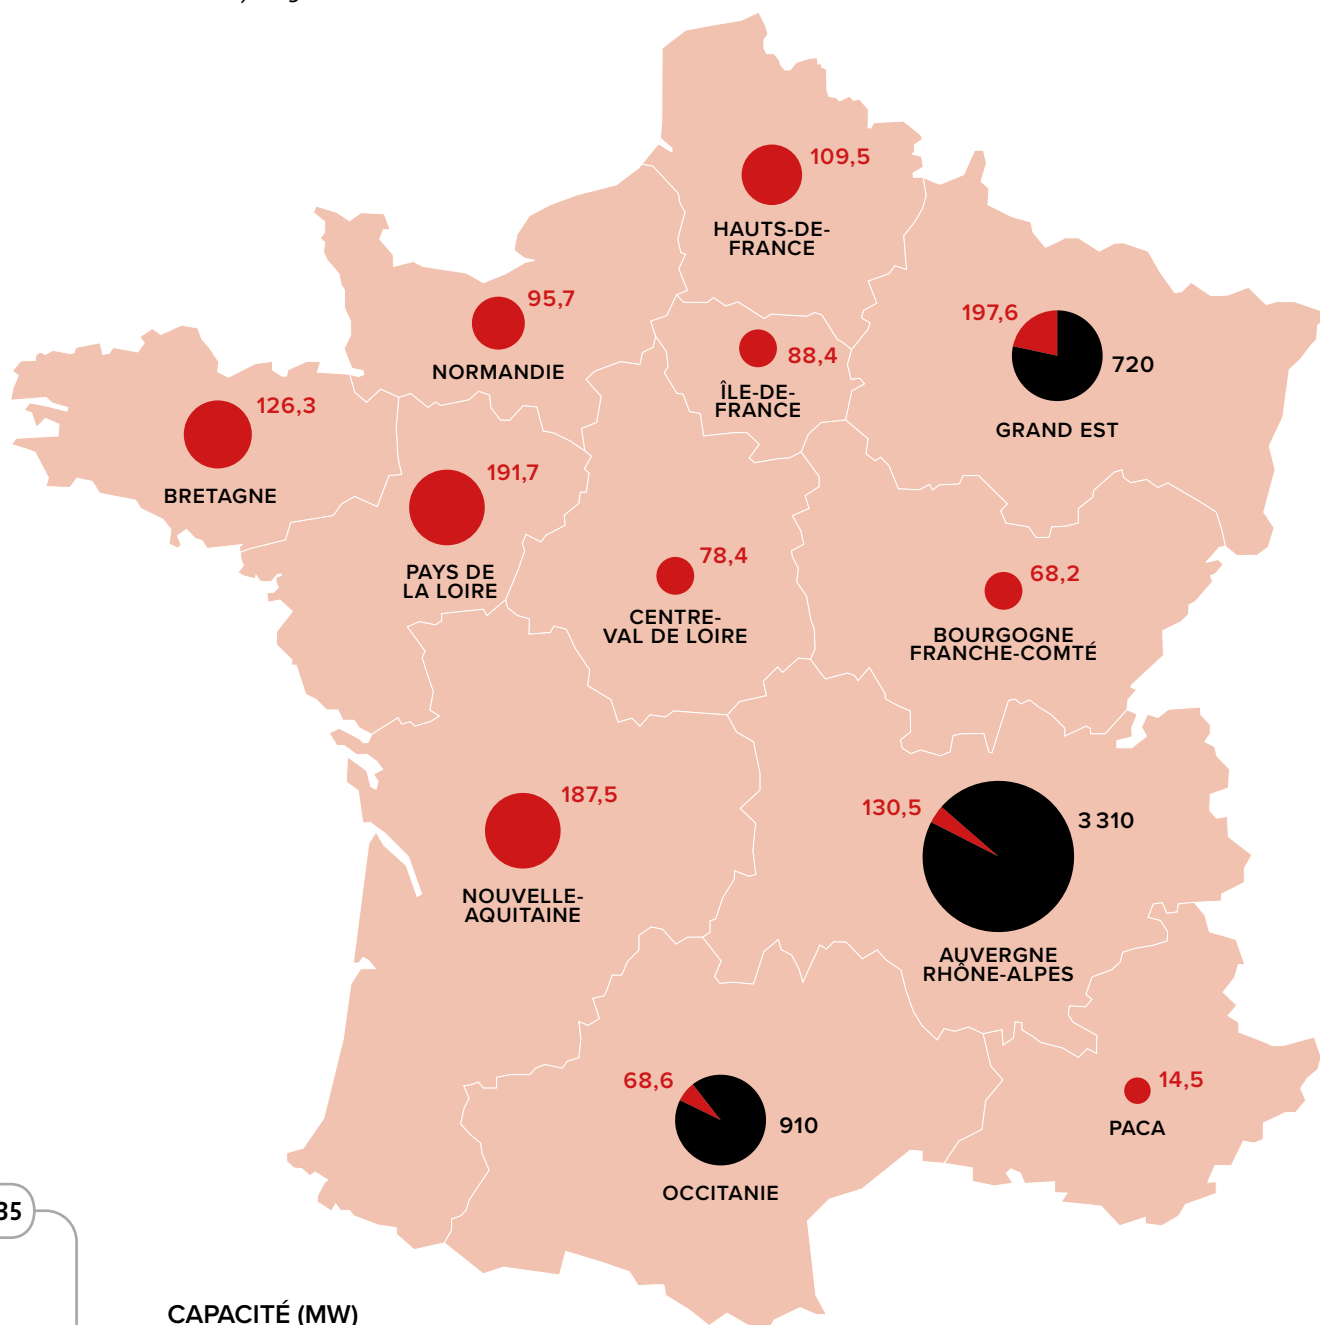 109,5
HAUTS-DE-
FRANCE
95,7
NORMANDIE
88,4
ÎLE-DE-
FRANCE
197,6
720
GRAND EST
126,3
BRETAGNE
191,7
PAYS DE
LA LOIRE
78,4
CENTRE-
VAL DE LOIRE
68,2
BOURGOGNE
FRANCHE-COMTÉ
187,5
NOUVELLE-
AQUITAINE
130,5
3 310
AUVERGNE
RHÔNE-ALPES
68,6
910
OCCITANIE
14,5
PACA
35
CAPACITÉ (MW)